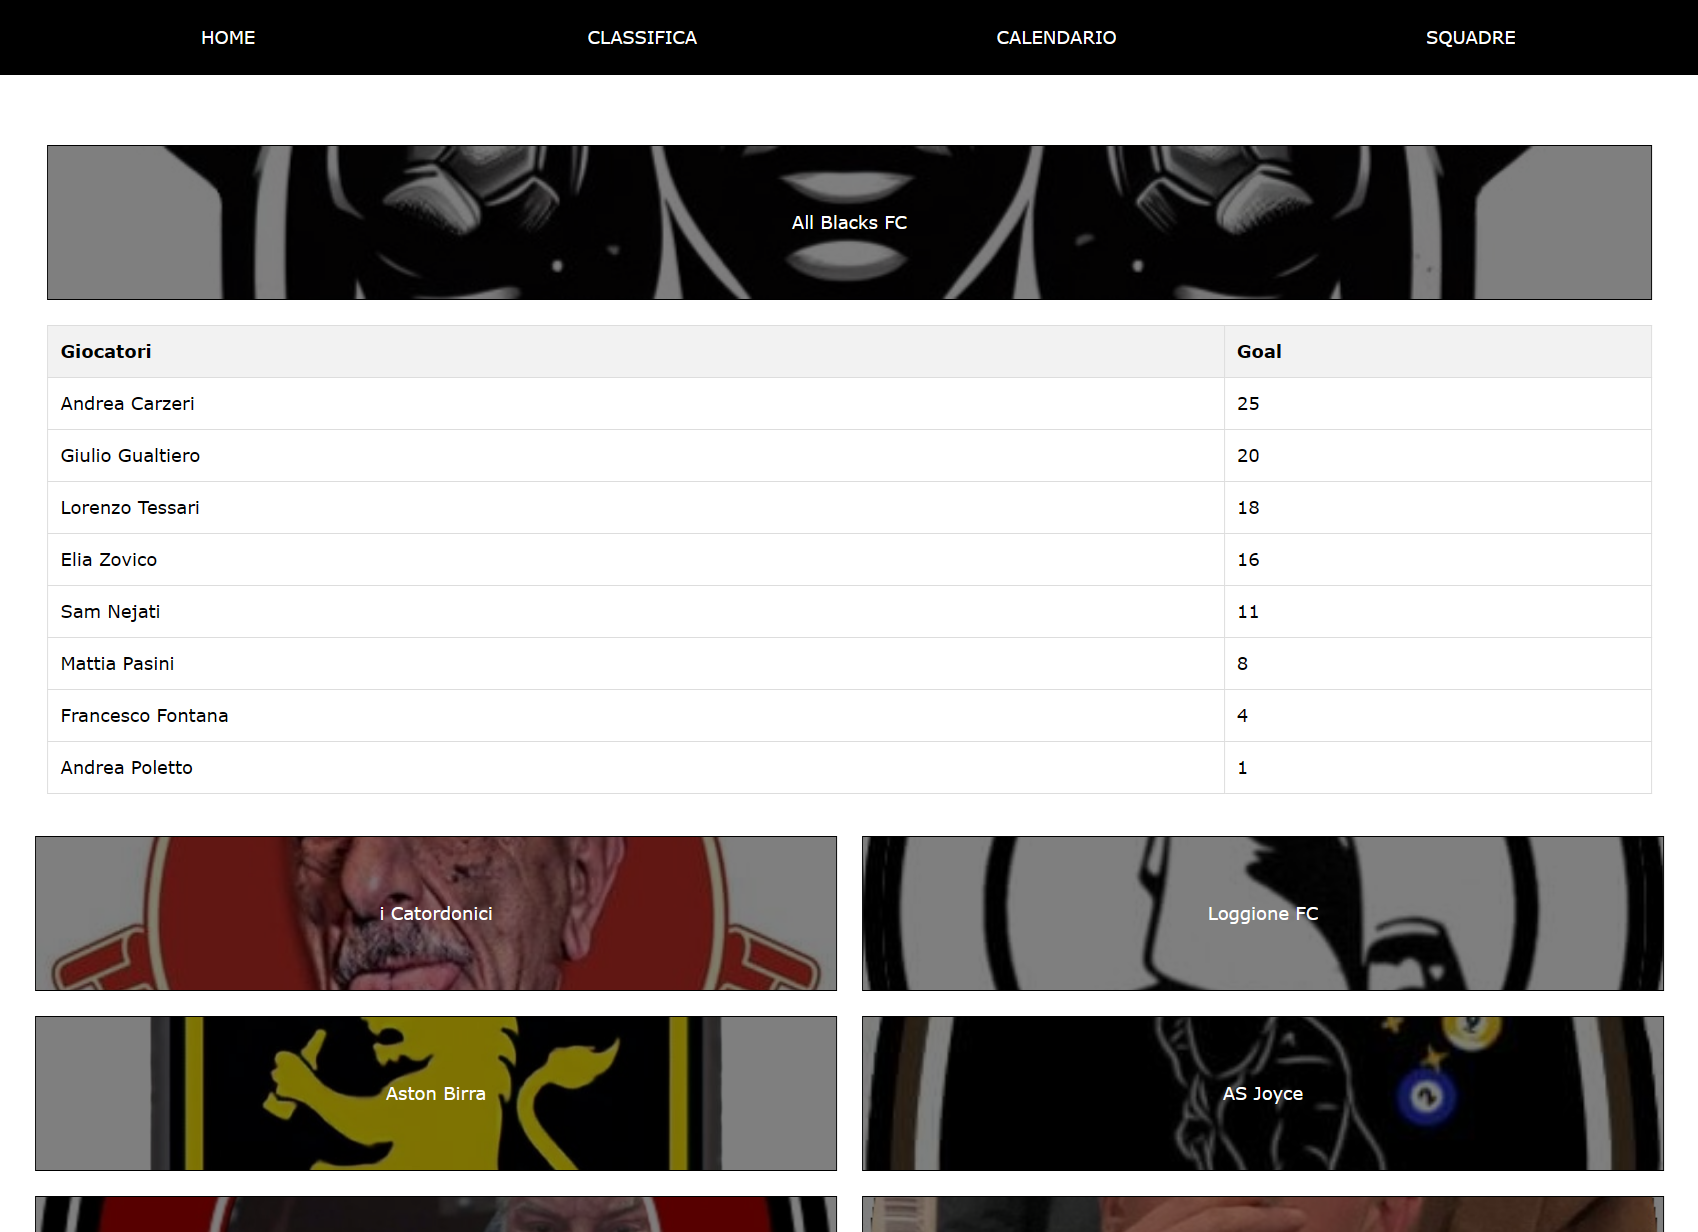 HOME CLASSIFICA CALENDARIO SQUADRE
All Blacks FC
Giocatori Goal
Andrea Carzeri 25
Giulio Gualtiero 20
Lorenzo Tessari 18
Elia Zovico 16
Sam Nejati 11
Mattia Pasini 8
Francesco Fontana 4
Andrea Poletto 1
i Catordonici Loggione FC
Aston Birra AS Joyce
2